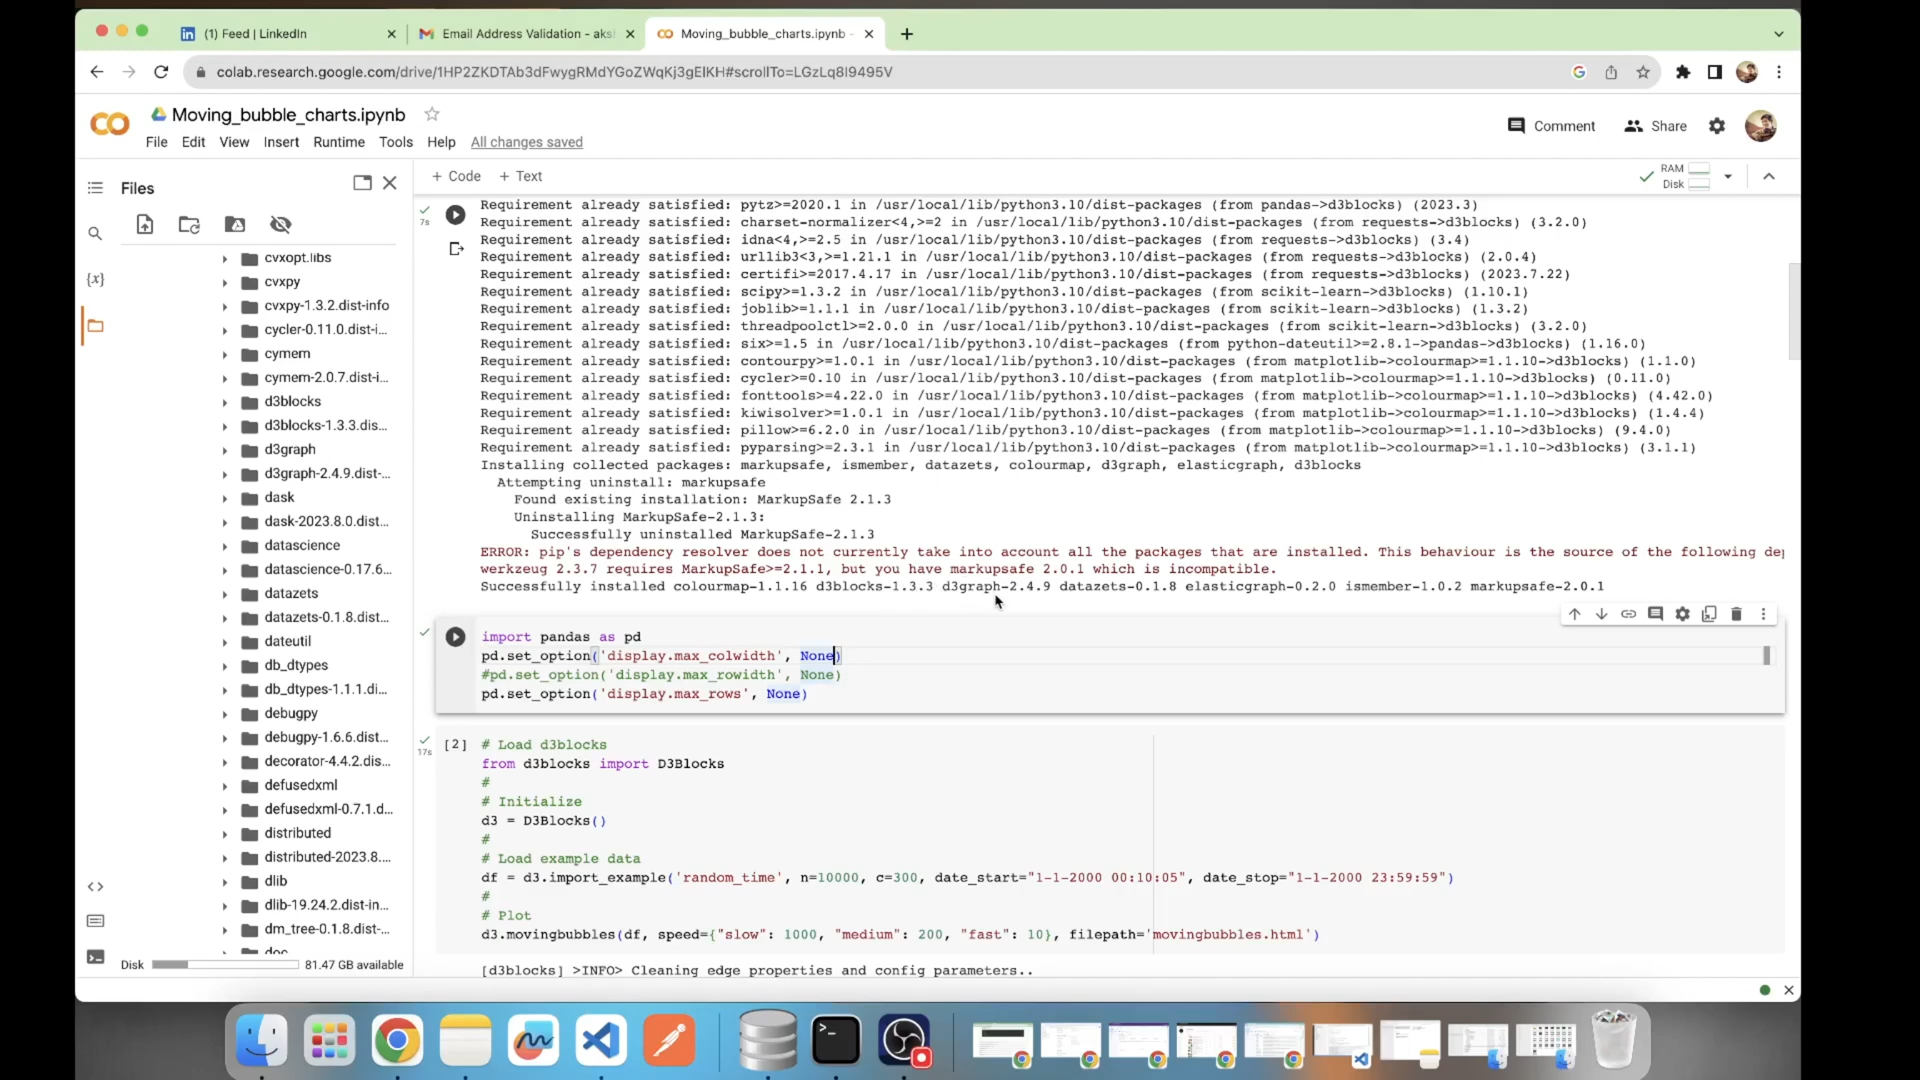 (1) Feed | LinkedIn
Email Address Validation - aksl
Moving_bubble_charts.ipynb -
colab.research.google.com/drive/1HP2ZKDTAb3dFwygRMdYGoZWqKj3gElKH#scrollTo=LGzLq8I9495V
Moving_bubble_charts.ipynb
File Edit View Insert Runtime Tools Help All changes saved
Comment Share
Files
+ Code + Text
RAM
Disk
cvxopt.libs
cvxpy
cvxpy-1.3.2.dist-info
cycler-0.11.0.dist-i...
cymem
cymem-2.0.7.dist-i...
d3blocks
d3blocks-1.3.3.dis...
d3graph
d3graph-2.4.9.dist-...
dask
dask-2023.8.0.dist...
datascience
datascience-0.17.6...
datazets
datazets-0.1.8.dist...
dateutil
db_dtypes
db_dtypes-1.1.1.di...
debugpy
debugpy-1.6.6.dist...
decorator-4.4.2.dis...
defusedxml
defusedxml-0.7.1.d...
distributed
distributed-2023.8....
dlib
dlib-19.24.2.dist-in...
dm_tree-0.1.8.dist-...
doc
Disk 81.47 GB available
7s
Requirement already satisfied: pytz>=2020.1 in /usr/local/lib/python3.10/dist-packages (from pandas->d3blocks) (2023.3)
Requirement already satisfied: charset-normalizer<4,>=2 in /usr/local/lib/python3.10/dist-packages (from requests->d3blocks) (3.2.0)
Requirement already satisfied: idna<4,>=2.5 in /usr/local/lib/python3.10/dist-packages (from requests->d3blocks) (3.4)
Requirement already satisfied: urllib3<3,>=1.21.1 in /usr/local/lib/python3.10/dist-packages (from requests->d3blocks) (2.0.4)
Requirement already satisfied: certifi>=2017.4.17 in /usr/local/lib/python3.10/dist-packages (from requests->d3blocks) (2023.7.22)
Requirement already satisfied: scipy>=1.3.2 in /usr/local/lib/python3.10/dist-packages (from scikit-learn->d3blocks) (1.10.1)
Requirement already satisfied: joblib>=1.1.1 in /usr/local/lib/python3.10/dist-packages (from scikit-learn->d3blocks) (1.3.2)
Requirement already satisfied: threadpoolctl>=2.0.0 in /usr/local/lib/python3.10/dist-packages (from scikit-learn->d3blocks) (3.2.0)
Requirement already satisfied: six>=1.5 in /usr/local/lib/python3.10/dist-packages (from python-dateutil>=2.8.1->pandas->d3blocks) (1.16.0)
Requirement already satisfied: contourpy>=1.0.1 in /usr/local/lib/python3.10/dist-packages (from matplotlib->colourmap>=1.1.10->d3blocks) (1.1.0)
Requirement already satisfied: cycler>=0.10 in /usr/local/lib/python3.10/dist-packages (from matplotlib->colourmap>=1.1.10->d3blocks) (0.11.0)
Requirement already satisfied: fonttools>=4.22.0 in /usr/local/lib/python3.10/dist-packages (from matplotlib->colourmap>=1.1.10->d3blocks) (4.42.0)
Requirement already satisfied: kiwisolver>=1.0.1 in /usr/local/lib/python3.10/dist-packages (from matplotlib->colourmap>=1.1.10->d3blocks) (1.4.4)
Requirement already satisfied: pillow>=6.2.0 in /usr/local/lib/python3.10/dist-packages (from matplotlib->colourmap>=1.1.10->d3blocks) (9.4.0)
Requirement already satisfied: pyparsing>=2.3.1 in /usr/local/lib/python3.10/dist-packages (from matplotlib->colourmap>=1.1.10->d3blocks) (3.1.1)
Installing collected packages: markupsafe, ismember, datazets, colourmap, d3graph, elasticgraph, d3blocks
Attempting uninstall: markupsafe
Found existing installation: MarkupSafe 2.1.3
Uninstalling MarkupSafe-2.1.3:
Successfully uninstalled MarkupSafe-2.1.3
ERROR: pip's dependency resolver does not currently take into account all the packages that are installed. This behaviour is the source of the following dep
werkzeug 2.3.7 requires MarkupSafe>=2.1.1, but you have markupsafe 2.0.1 which is incompatible.
Successfully installed colourmap-1.1.16 d3blocks-1.3.3 d3graph-2.4.9 datazets-0.1.8 elasticgraph-0.2.0 ismember-1.0.2 markupsafe-2.0.1
import pandas as pd
pd.set_option('display.max_colwidth', None)
#pd.set_option('display.max_rowidth', None)
pd.set_option('display.max_rows', None)
17s
[2] # Load d3blocks
from d3blocks import D3Blocks
#
# Initialize
d3 = D3Blocks()
#
# Load example data
df = d3.import_example('random_time', n=10000, c=300, date_start="1-1-2000 00:10:05", date_stop="1-1-2000 23:59:59")
#
# Plot
d3.movingbubbles(df, speed={"slow": 1000, "medium": 200, "fast": 10}, filepath='movingbubbles.html')
[d3blocks] >INFO> Cleaning edge properties and config parameters..